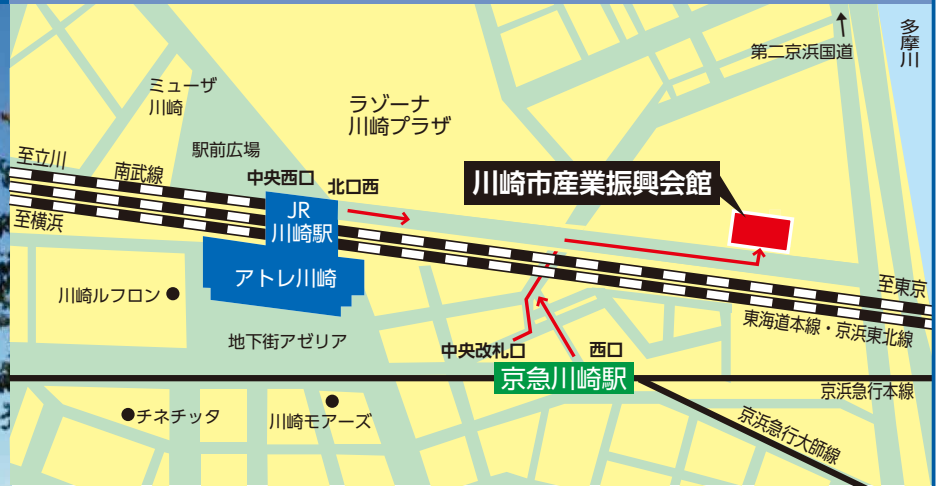 多摩川
第二京浜国道
ミューザ
川崎
ラゾーナ
川崎プラザ
駅前広場
至立川
南武線
中央西口
北口西
川崎市産業振興会館
至横浜
JR
川崎駅
アトレ川崎
至東京
川崎ルフロン
東海道本線・京浜東北線
地下街アゼリア
中央改札口
西口
京急川崎駅
京浜急行本線
チネチッタ
川崎モアーズ
京浜急行大師線